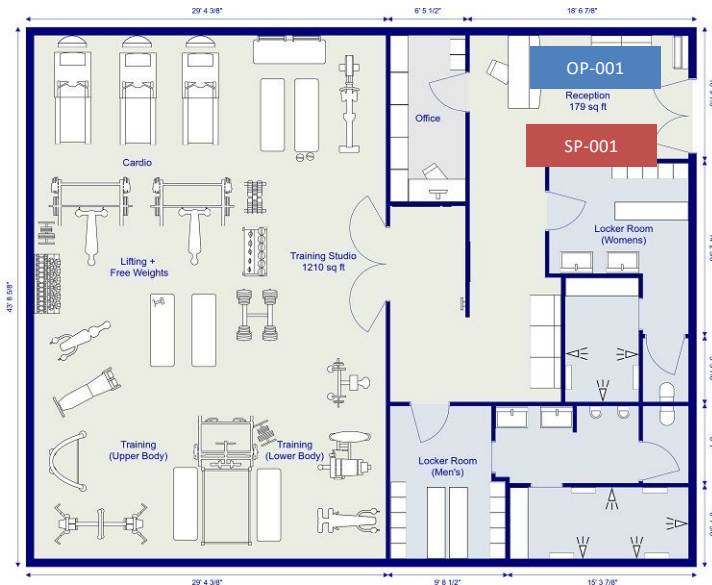 29' 4 3/8"
6' 5 1/2"
18' 6 7/8"
OP-001
Reception
179 sq ft
SP-001
Office
Cardio
Locker Room
(Womens)
Lifting +
Free Weights
Training Studio
1210 sq ft
43' 8 5/8"
Training
(Upper Body)
Training
(Lower Body)
Locker Room
(Men's)
29' 4 3/8"
9' 8 1/2"
15' 3 7/8"